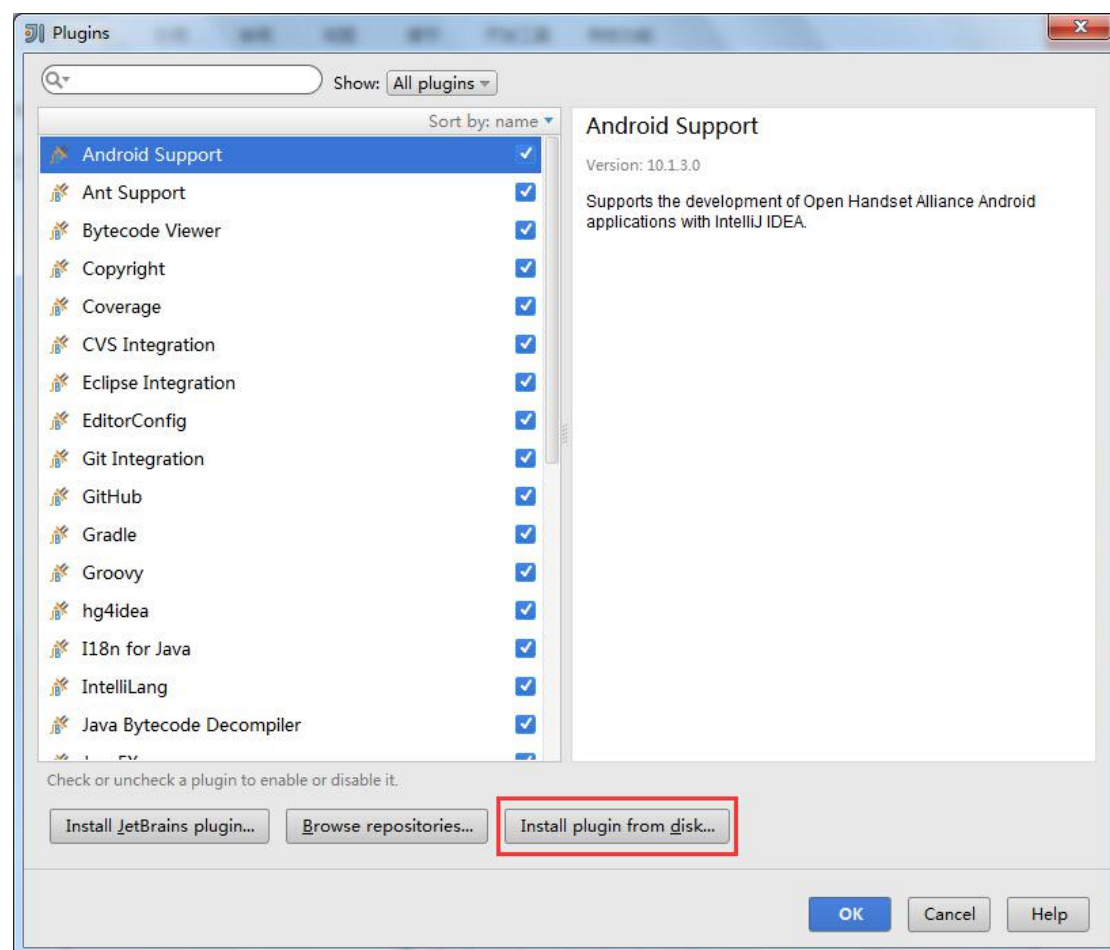 Plugins
Show: All plugins
Sort by: name
Android Support
Ant Support
Bytecode Viewer
Copyright
Coverage
CVS Integration
Eclipse Integration
EditorConfig
Git Integration
GitHub
Gradle
Groovy
hg4idea
I18n for Java
IntelliLang
Java Bytecode Decompiler
Android Support
Version: 10.1.3.0
Supports the development of Open Handset Alliance Android
applications with IntelliJ IDEA.
Check or uncheck a plugin to enable or disable it.
Install JetBrains plugin...
Browse repositories...
Install plugin from disk...
OK
Cancel
Help